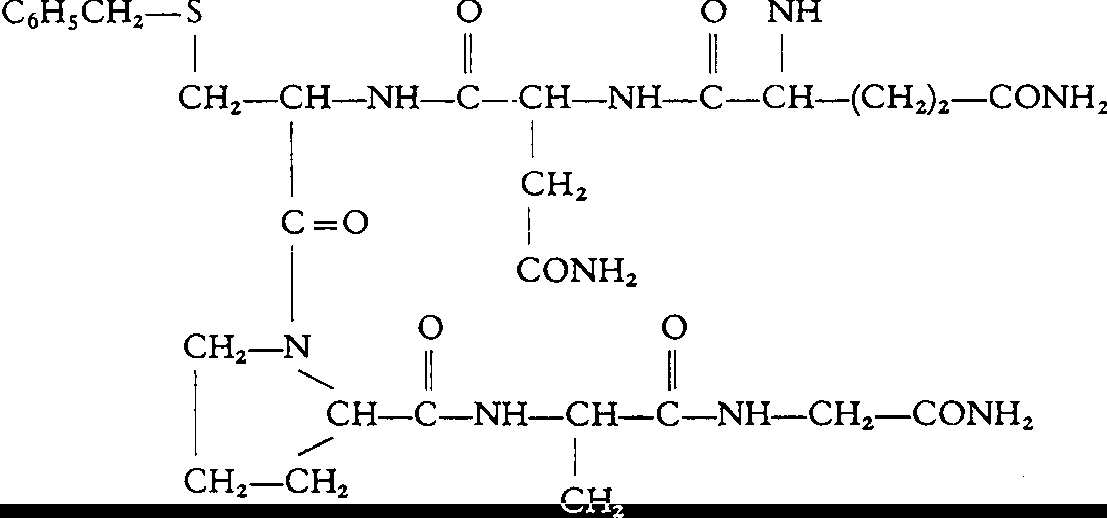 C₆H₅CH₂—S O O NH
CH₂—CH—NH—C—CH—NH—C—CH—(CH₂)₂—CONH₂
CH₂
C=O
CONH₂
O O
CH₂—N
CH—C—NH—CH—C—NH—CH₂—CONH₂
CH₂—CH₂
CH₂